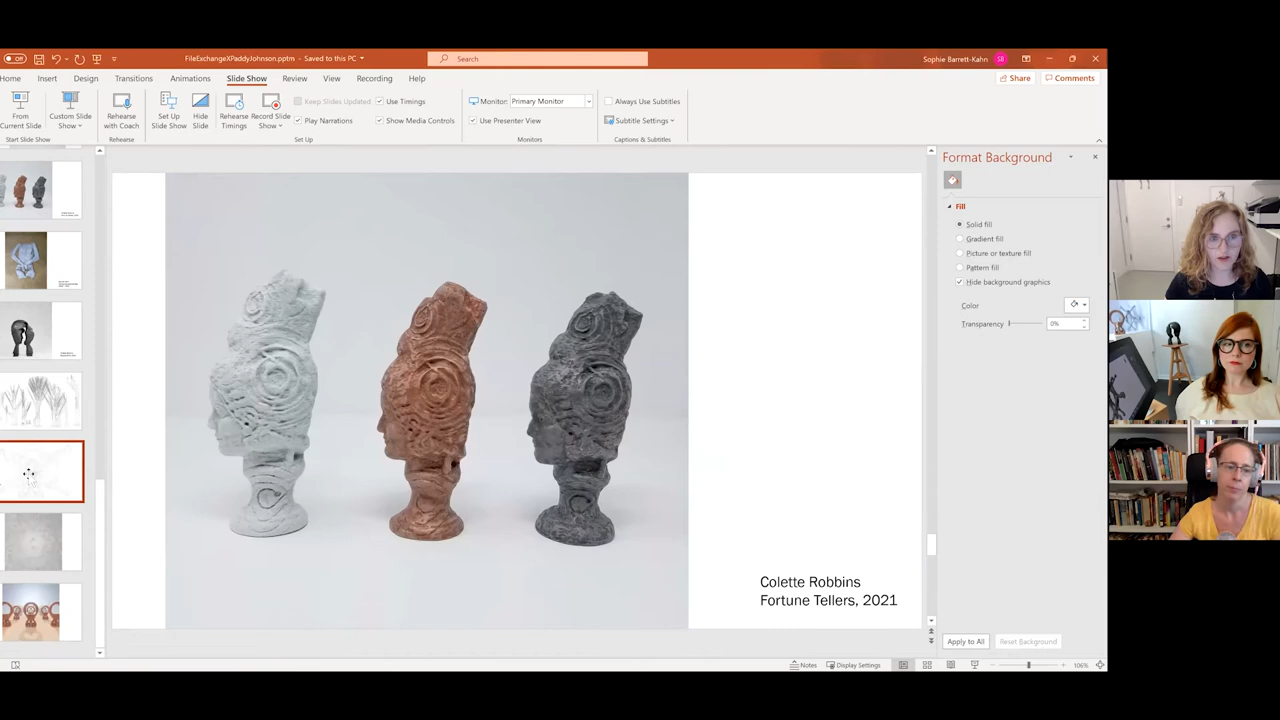 Off
FileExchangeXPaddyJohnson.pptm - Saved to this PC
Search
Sophie Barrett-Kahn
SB
Home Insert Design Transitions Animations Slide Show Review View Recording Help
Share
Comments
From Current Slide
Custom Slide Show
Start Slide Show
Rehearse with Coach
Rehearse
Set Up Slide Show
Hide Slide
Rehearse Timings
Record Slide Show
Keep Slides Updated
Use Timings
Play Narrations
Show Media Controls
Set Up
Monitor: Primary Monitor
Use Presenter View
Monitors
Always Use Subtitles
Subtitle Settings
Captions & Subtitles
Format Background
Fill
Solid fill
Gradient fill
Picture or texture fill
Pattern fill
Hide background graphics
Color
Transparency
0%
Colette Robbins
Fortune Tellers, 2021
Apply to All
Reset Background
Notes
Display Settings
106%